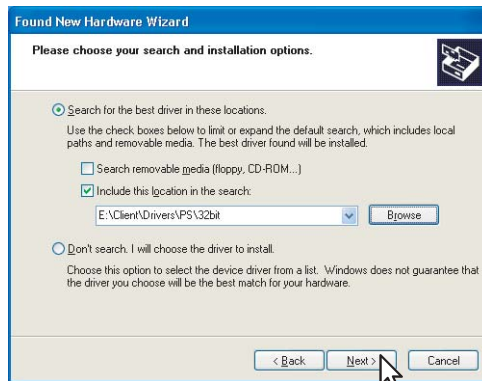 Found New Hardware Wizard
Please choose your search and installation options.
Search for the best driver in these locations.
Use the check boxes below to limit or expand the default search, which includes local
paths and removable media. The best driver found will be installed.
Search removable media (floppy, CD-ROM...)
Include this location in the search:
E:\Client\Drivers\PS\32bit
Browse
Don't search. I will choose the driver to install.
Choose this option to select the device driver from a list. Windows does not guarantee that
the driver you choose will be the best match for your hardware.
< Back Next > Cancel